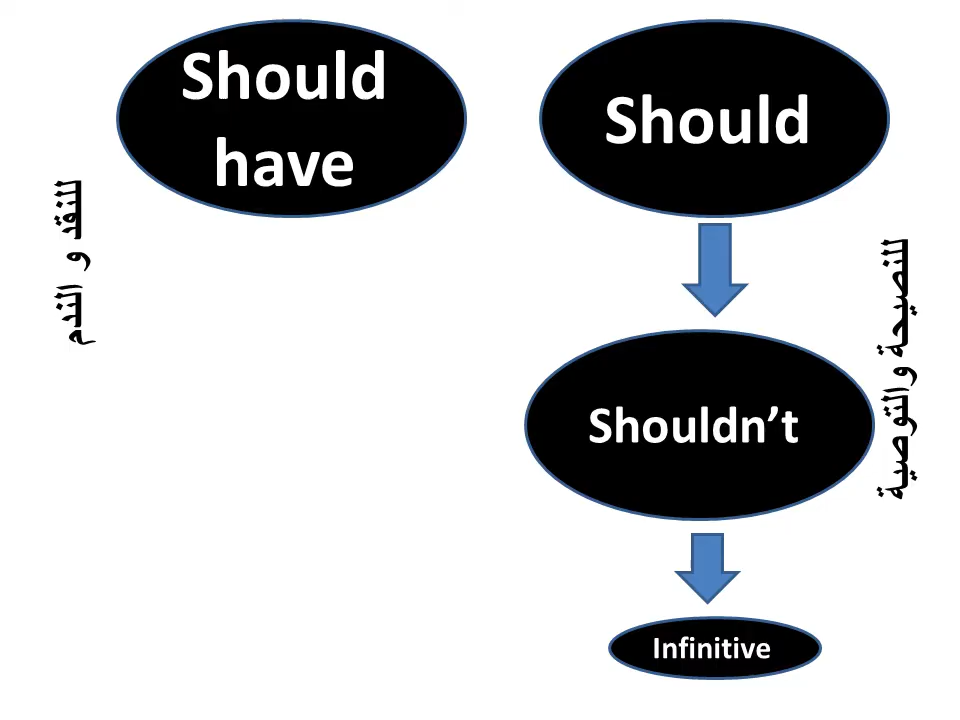 Should
have
للنقد و الندم
Should
Shouldn’t
Infinitive
للنصيحة والتوصية